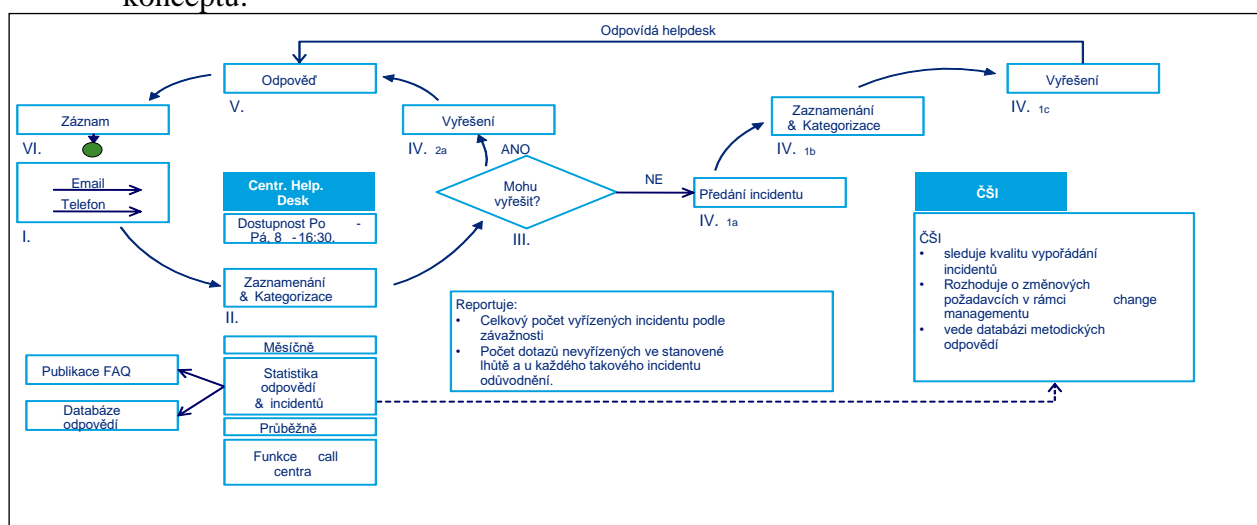 konceptu.
Odpovídá helpdesk
Odpověď
V.
Vyřešení
IV. 1c
Záznam
VI.
Vyřešení
IV. 2a
Zaznamenání
& Kategorizace
IV. 1b
ANO
Email
Telefon
I.
Centr. Help.
Desk
Dostupnost Po -
Pá, 8 -16:30.
Mohu
vyřešit?
III.
NE
Předání incidentu
IV. 1a
ČŠI
ČŠI
• sleduje kvalitu vypořádání
incidentů
• Rozhoduje o změnových
požadavcích v rámci change
managementu
• vede databázi metodických
odpovědí
Zaznamenání
& Kategorizace
II.
Reportuje:
• Celkový počet vyřízených incidentu podle
závažnosti
• Počet dotazů nevyřízených ve stanovené
lhůtě a u každého takového incidentu
odůvodnění.
Měsíčně
Publikace FAQ
Statistika
odpovědí
& incidentů
Databáze
odpovědí
Průběžně
Funkce call
centra